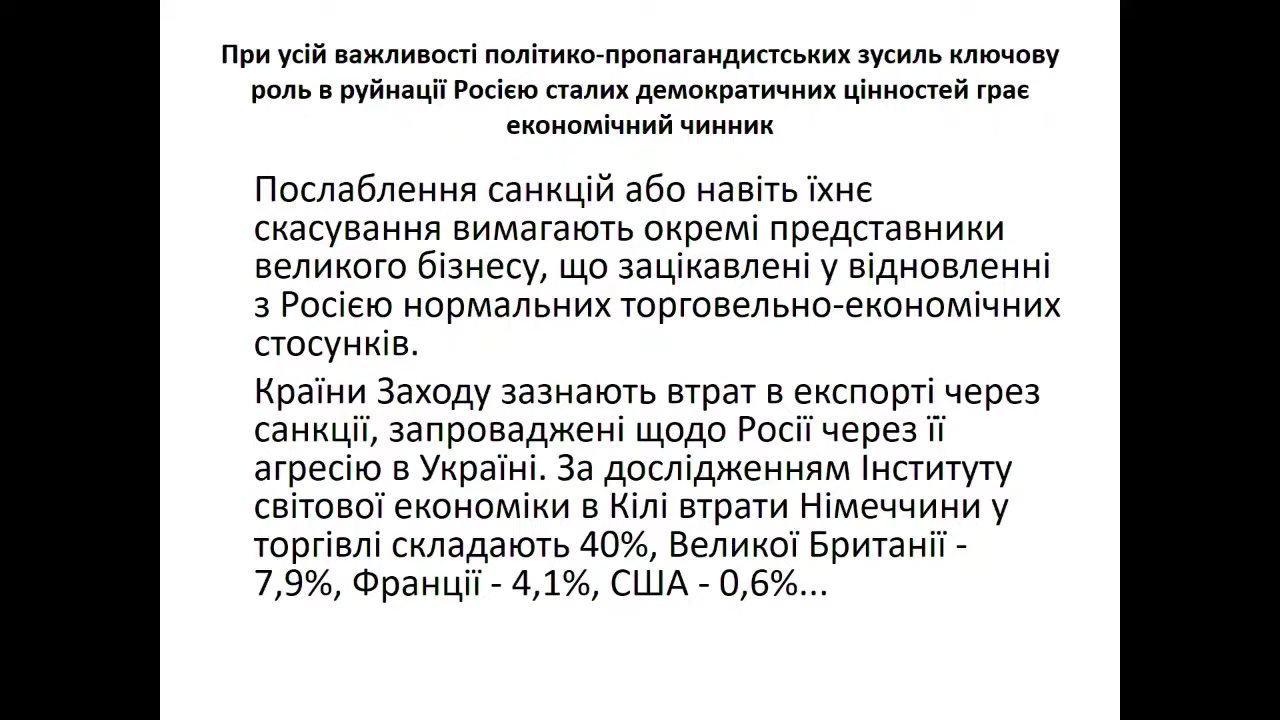 При усій важливості політико-пропагандистських зусиль ключову
роль в руйнації Росією сталих демократичних цінностей грає
економічний чинник
Послаблення санкцій або навіть їхнє
скасування вимагають окремі представники
великого бізнесу, що зацікавлені у відновленні
з Росією нормальних торговельно-економічних
стосунків.
Країни Заходу зазнають втрат в експорті через
санкції, запроваджені щодо Росії через її
агресію в Україні. За дослідженням Інституту
світової економіки в Кілі втрати Німеччини у
торгівлі складають 40%, Великої Британії -
7,9%, Франції - 4,1%, США - 0,6%...